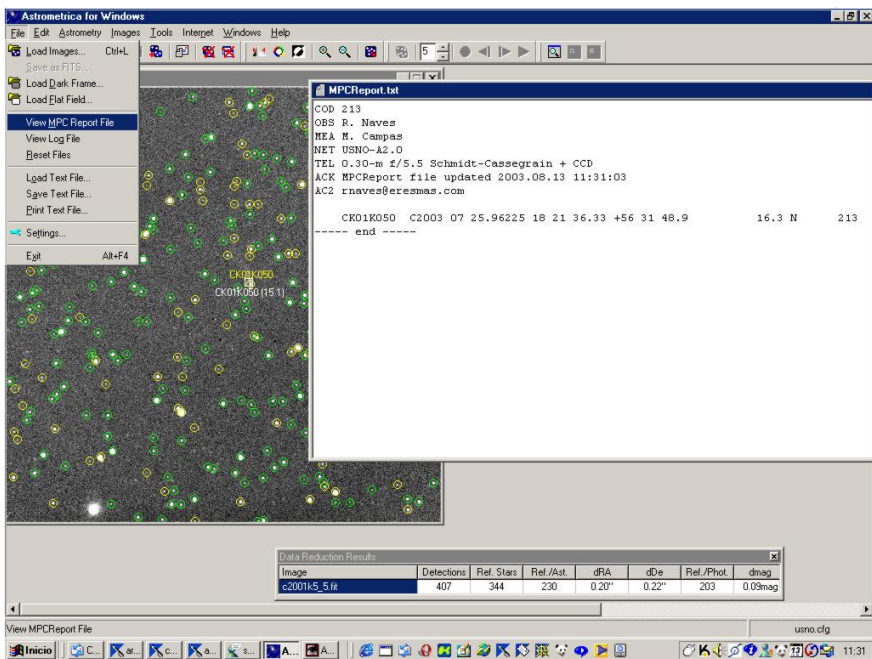 Astrometrica for Windows
File Edit Astrometry Images Tools Internet Windows Help
Load Images... Ctrl+L
Save as FITS...
Load Dark Frame...
Load Flat Field...
View MPC Report File
View Log File
Reset Files
Load Text File...
Save Text File...
Print Text File...
Settings...
Exit Alt+F4
5
CK01K050
CK01K050 (15.1)
MPCReport.txt
COD 213
OBS R. Naves
MEA M. Campas
NET USNO-A2.0
TEL 0.30-m f/5.5 Schmidt-Cassegrain + CCD
ACK MPCReport file updated 2003.08.13 11:31:03
AC2 rnaves@eresmas.com
CK01K050 C2003 07 25.96225 18 21 36.33 +56 31 48.9 16.3 N 213
----- end -----
Data Reduction Results
Image Detections Ref. Stars Ref./Ast. dRA dDe Ref./Phot. dmag
c2001k5_5.fit 407 344 230 0.20" 0.22" 203 0.09mag
View MPCReport File usno.cfg
Inicio C... ar... c... a... s... A... A... 11:31